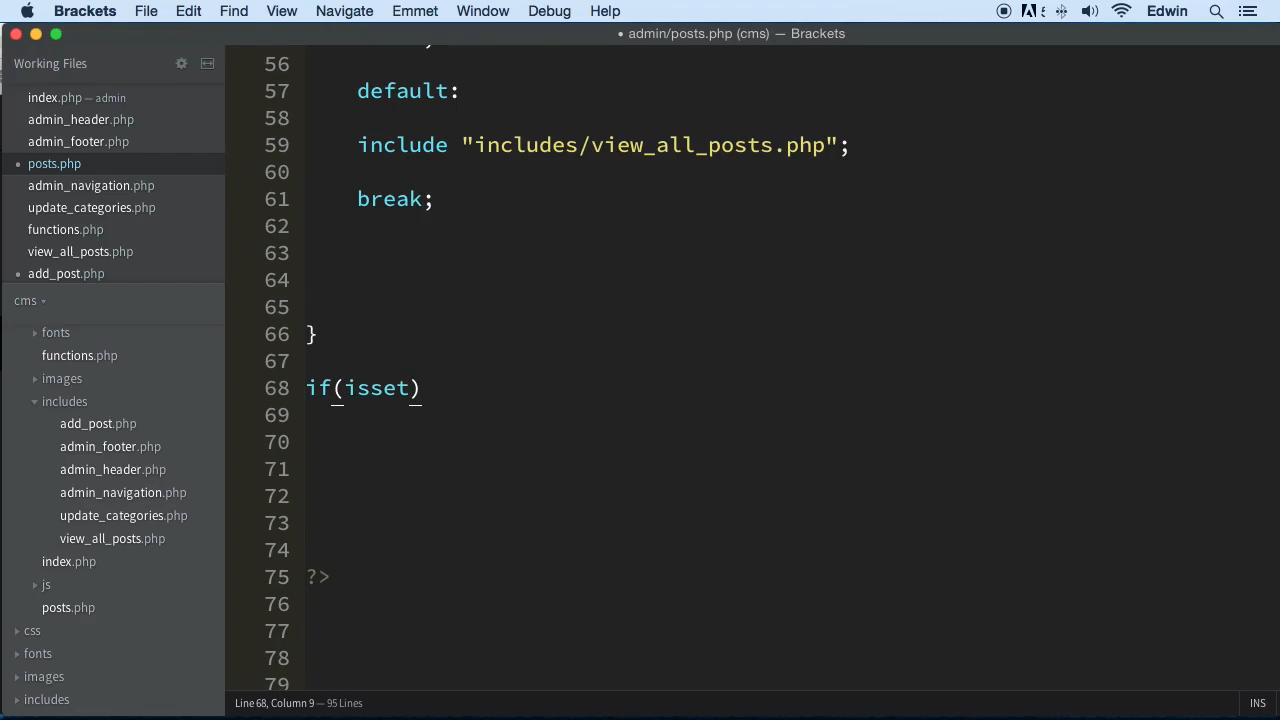 Brackets File Edit Find View Navigate Emmet Window Debug Help Edwin
• admin/posts.php (cms) — Brackets
Working Files
index.php — admin
admin_header.php
admin_footer.php
posts.php
admin_navigation.php
update_categories.php
functions.php
view_all_posts.php
add_post.php
cms
fonts
functions.php
images
includes
add_post.php
admin_footer.php
admin_header.php
admin_navigation.php
update_categories.php
view_all_posts.php
index.php
js
posts.php
css
fonts
images
includes
56
57 default:
58
59 include "includes/view_all_posts.php";
60
61 break;
62
63
64
65
66 }
67
68 if(isset)
69
70
71
72
73
74
75 ?>
76
77
78
79
Line 68, Column 9 — 95 Lines
INS